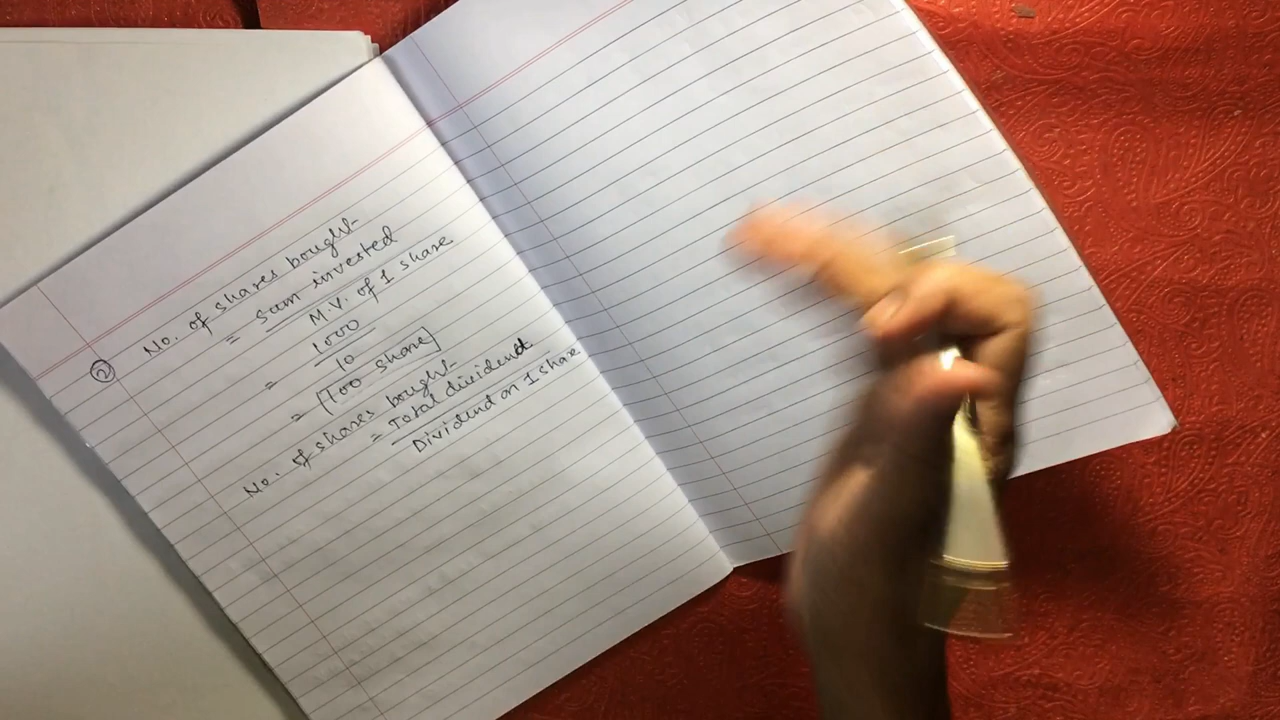 ② No. of shares bought-
= Sum invested
M.V. of 1 share
= 1000
10
= [100 share]
No. of shares bought-
= Total dividend
Dividend on 1 share